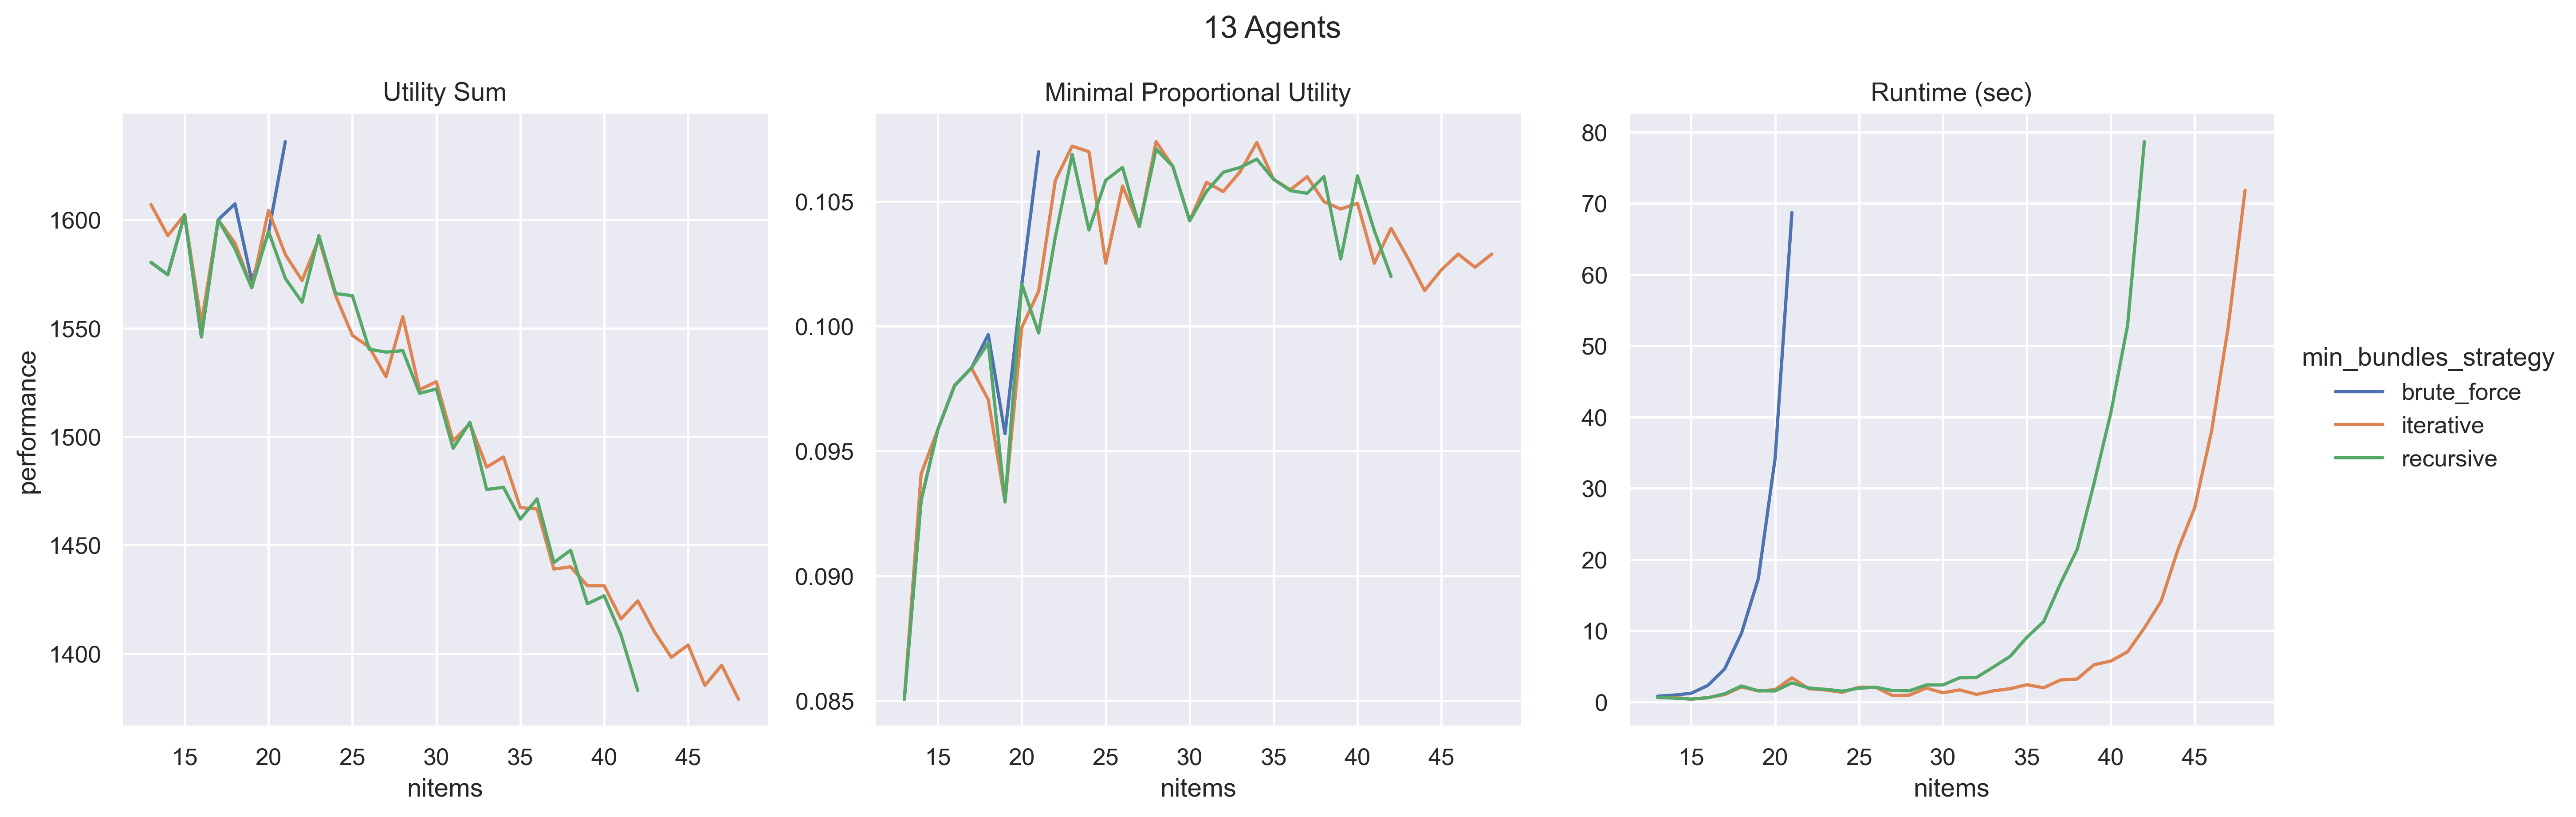 13 Agents
Utility Sum
1600
1550
1500
1450
1400
performance
15 20 25 30 35 40 45
nitems
Minimal Proportional Utility
0.105
0.100
0.095
0.090
0.085
15 20 25 30 35 40 45
nitems
Runtime (sec)
80
70
60
50
40
30
20
10
0
15 20 25 30 35 40 45
nitems
min_bundles_strategy
brute_force
iterative
recursive